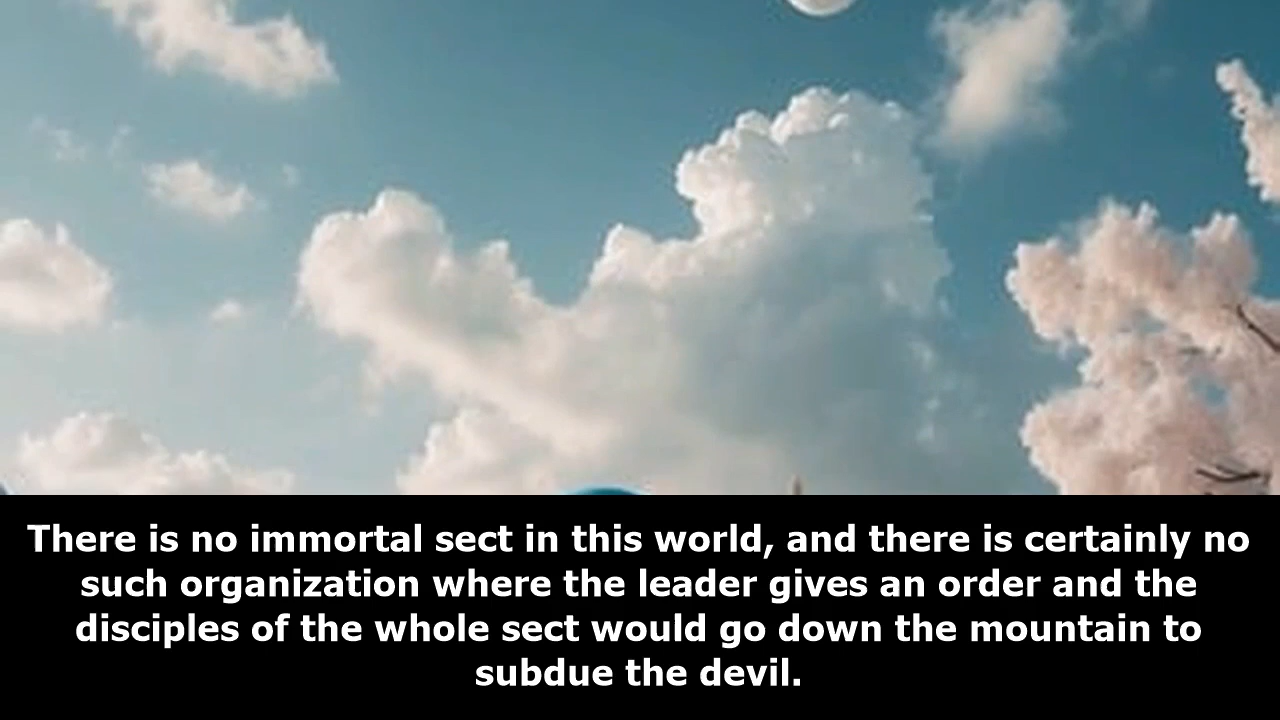 There is no immortal sect in this world, and there is certainly no
such organization where the leader gives an order and the
disciples of the whole sect would go down the mountain to
subdue the devil.